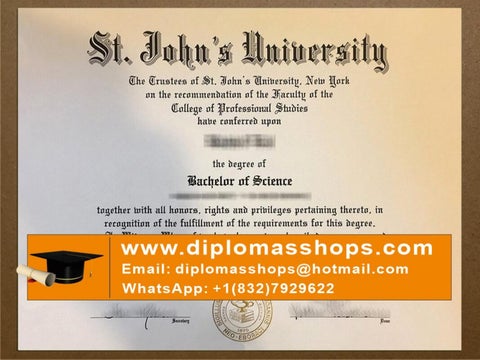 St. John's University
The Trustees of St. John's University, New York
on the recommendation of the Faculty of the
College of Professional Studies
have conferred upon
the degree of
Bachelor of Science
together with all honors, rights and privileges pertaining thereto, in
recognition of the fulfillment of the requirements for this degree.
www.diplomasshops.com
Email: diplomasshops@hotmail.com
WhatsApp: +1(832)7929622
Secretary
Dean